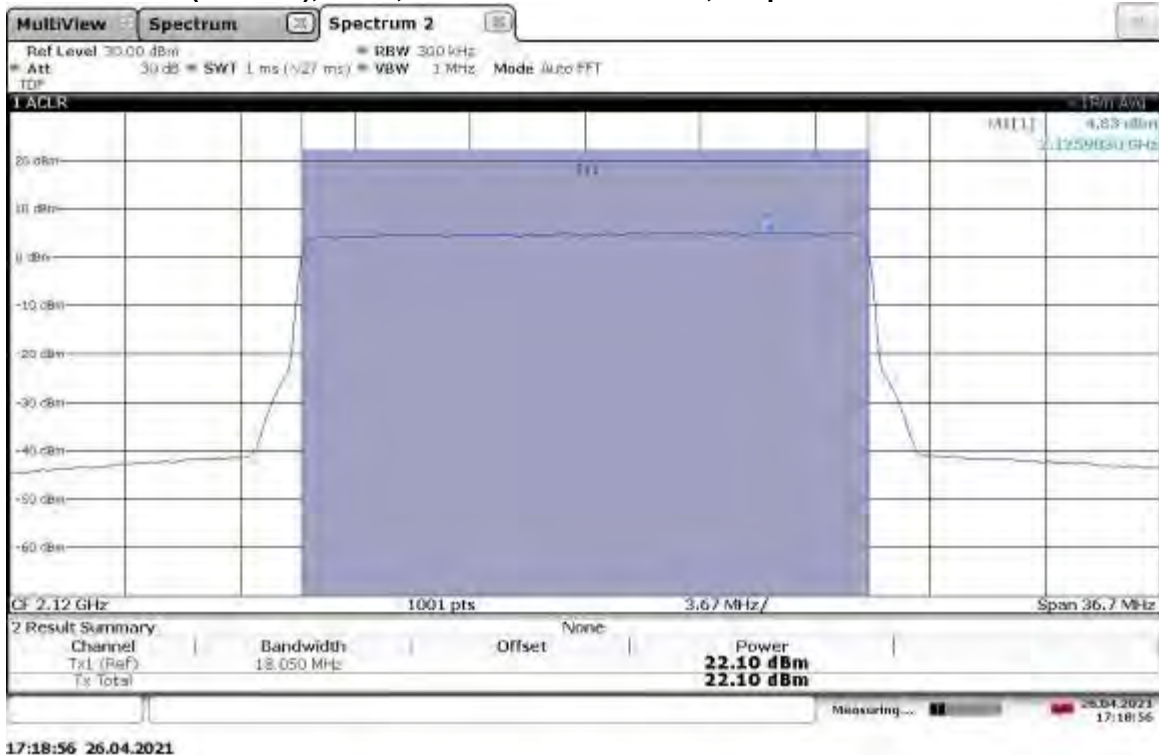 MultiView Spectrum Spectrum 2
Ref Level 30.00 dBm RBW 300 kHz
Att 30 dB SWT 1 ms (~27 ms) VBW 1 MHz Mode Auto FFT
TDF
1 ACLR 1Rm Avg
M1[1] 4.83 dBm
2.1259830 GHz
20 dBm
Tx1
10 dBm
0 dBm
-10 dBm
-20 dBm
-30 dBm
-40 dBm
-50 dBm
-60 dBm
CF 2.12 GHz 1001 pts 3.67 MHz/ Span 36.7 MHz
2 Result Summary None
Channel Bandwidth Offset Power
Tx1 (Ref) 18.050 MHz 22.10 dBm
Tx Total 22.10 dBm
Measuring... 26.04.2021
17:18:56
17:18:56 26.04.2021